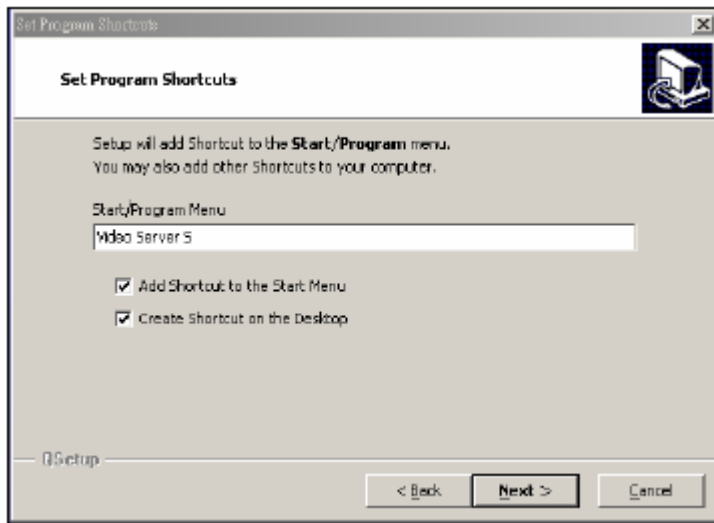 Set Program Shortcuts
Set Program Shortcuts
Setup will add Shortcut to the Start/Program menu.
You may also add other Shortcuts to your computer.
Start/Program Menu
Video Server S
Add Shortcut to the Start Menu
Create Shortcut on the Desktop
QSetup
< Back
Next >
Cancel